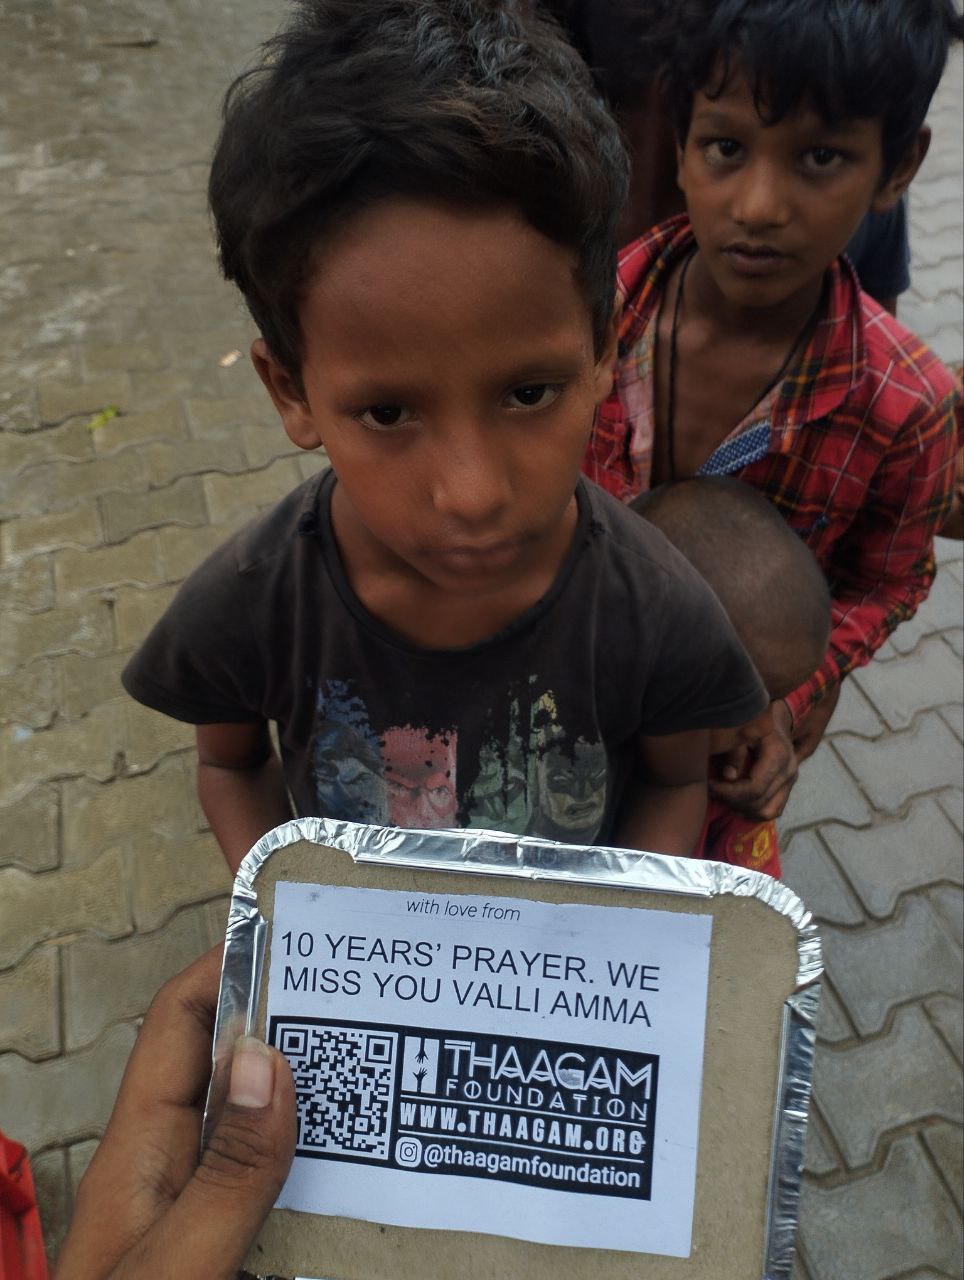 with love from
10 YEARS' PRAYER. WE
MISS YOU VALLI AMMA
THAAGAM
FOUNDATION
WWW.THAAGAM.ORG
@thaagamfoundation